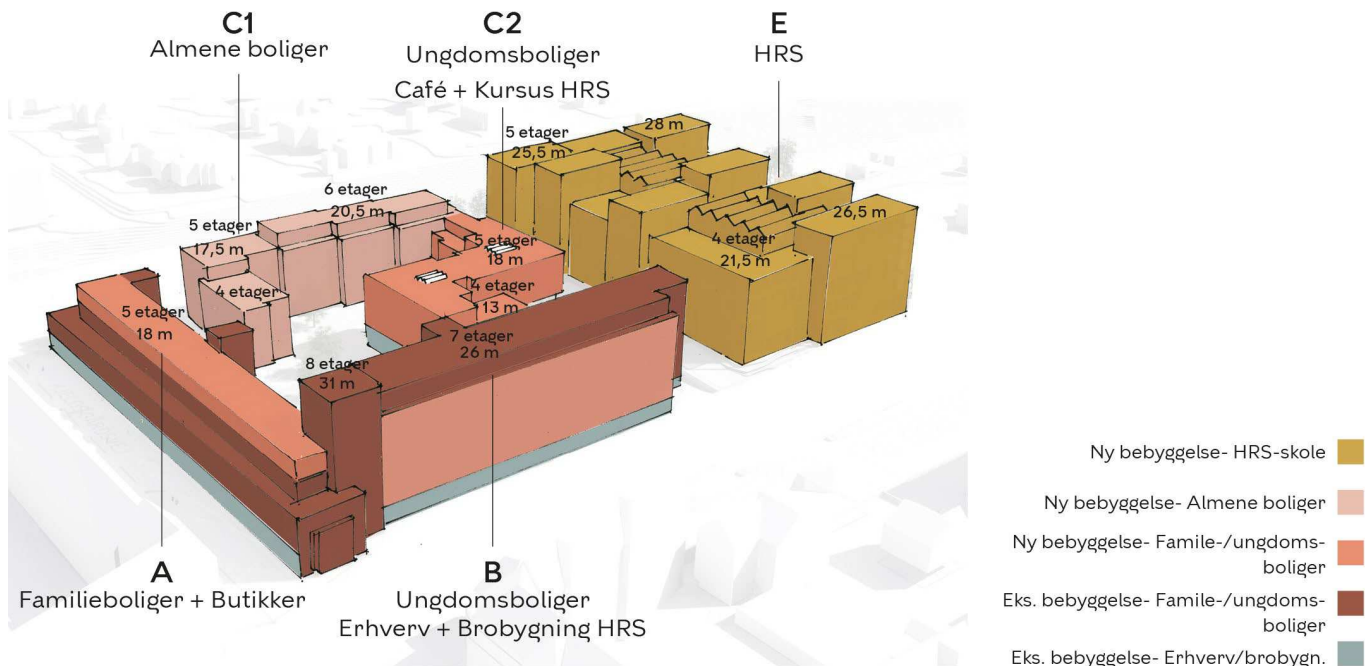 C1
Almene boliger
C2
Ungdomsboliger
Café + Kursus HRS
E
HRS
5 etager
25,5 m
28 m
6 etager
20,5 m
5 etager
17,5 m
4 etager
5 etager
18 m
4 etager
13 m
26,5 m
4 etager
21,5 m
5 etager
18 m
7 etager
26 m
8 etager
31 m
A
Familieboliger + Butikker
B
Ungdomsboliger
Erhverv + Brobygning HRS
Ny bebyggelse- HRS-skole
Ny bebyggelse- Almene boliger
Ny bebyggelse- Famile-/ungdoms-
boliger
Eks. bebyggelse- Famile-/ungdoms-
boliger
Eks. bebyggelse- Erhverv/brobygn.